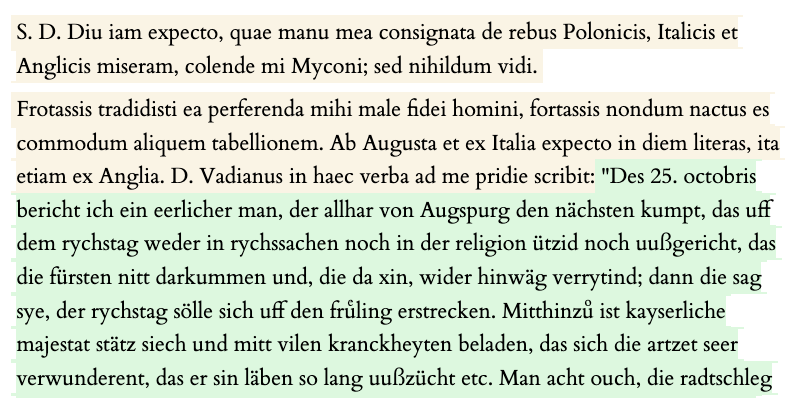 S. D. Diu iam expecto, quae manu mea consignata de rebus Polonicis, Italicis et
Anglicis miseram, colende mi Myconi; sed nihildum vidi.
Frotassis tradidisti ea perferenda mihi male fidei homini, fortassis nondum nactus es
commodum aliquem tabellionem. Ab Augusta et ex Italia expecto in diem literas, ita
etiam ex Anglia. D. Vadianus in haec verba ad me pridie scribit: "Des 25. octobris
bericht ich ein eerlicher man, der allhar von Augspurg den nächsten kumpt, das uff
dem rychstag weder in rychssachen noch in der religion ützid noch uußgericht, das
die fürsten nitt darkummen und, die da xin, wider hinwäg verrytind; dann die sag
sye, der rychstag sölle sich uff den fruͤling erstrecken. Mitthinzuͦ ist kayserliche
majestat stätz siech und mitt vilen kranckheyten beladen, das sich die artzet seer
verwunderent, das er sin läben so lang uußzücht etc. Man acht ouch, die radtschleg